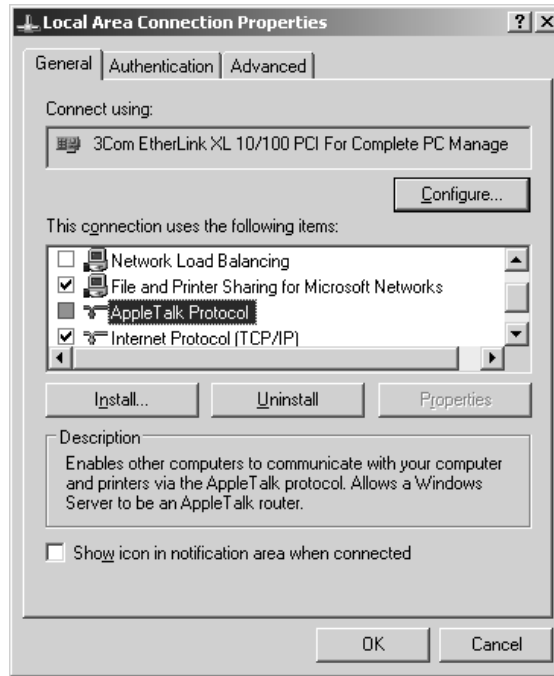 Local Area Connection Properties
General Authentication Advanced
Connect using:
3Com EtherLink XL 10/100 PCI For Complete PC Manage
Configure...
This connection uses the following items:
Network Load Balancing
File and Printer Sharing for Microsoft Networks
AppleTalk Protocol
Internet Protocol (TCP/IP)
Install... Uninstall Properties
Description
Enables other computers to communicate with your computer
and printers via the AppleTalk protocol. Allows a Windows
Server to be an AppleTalk router.
Show icon in notification area when connected
OK Cancel